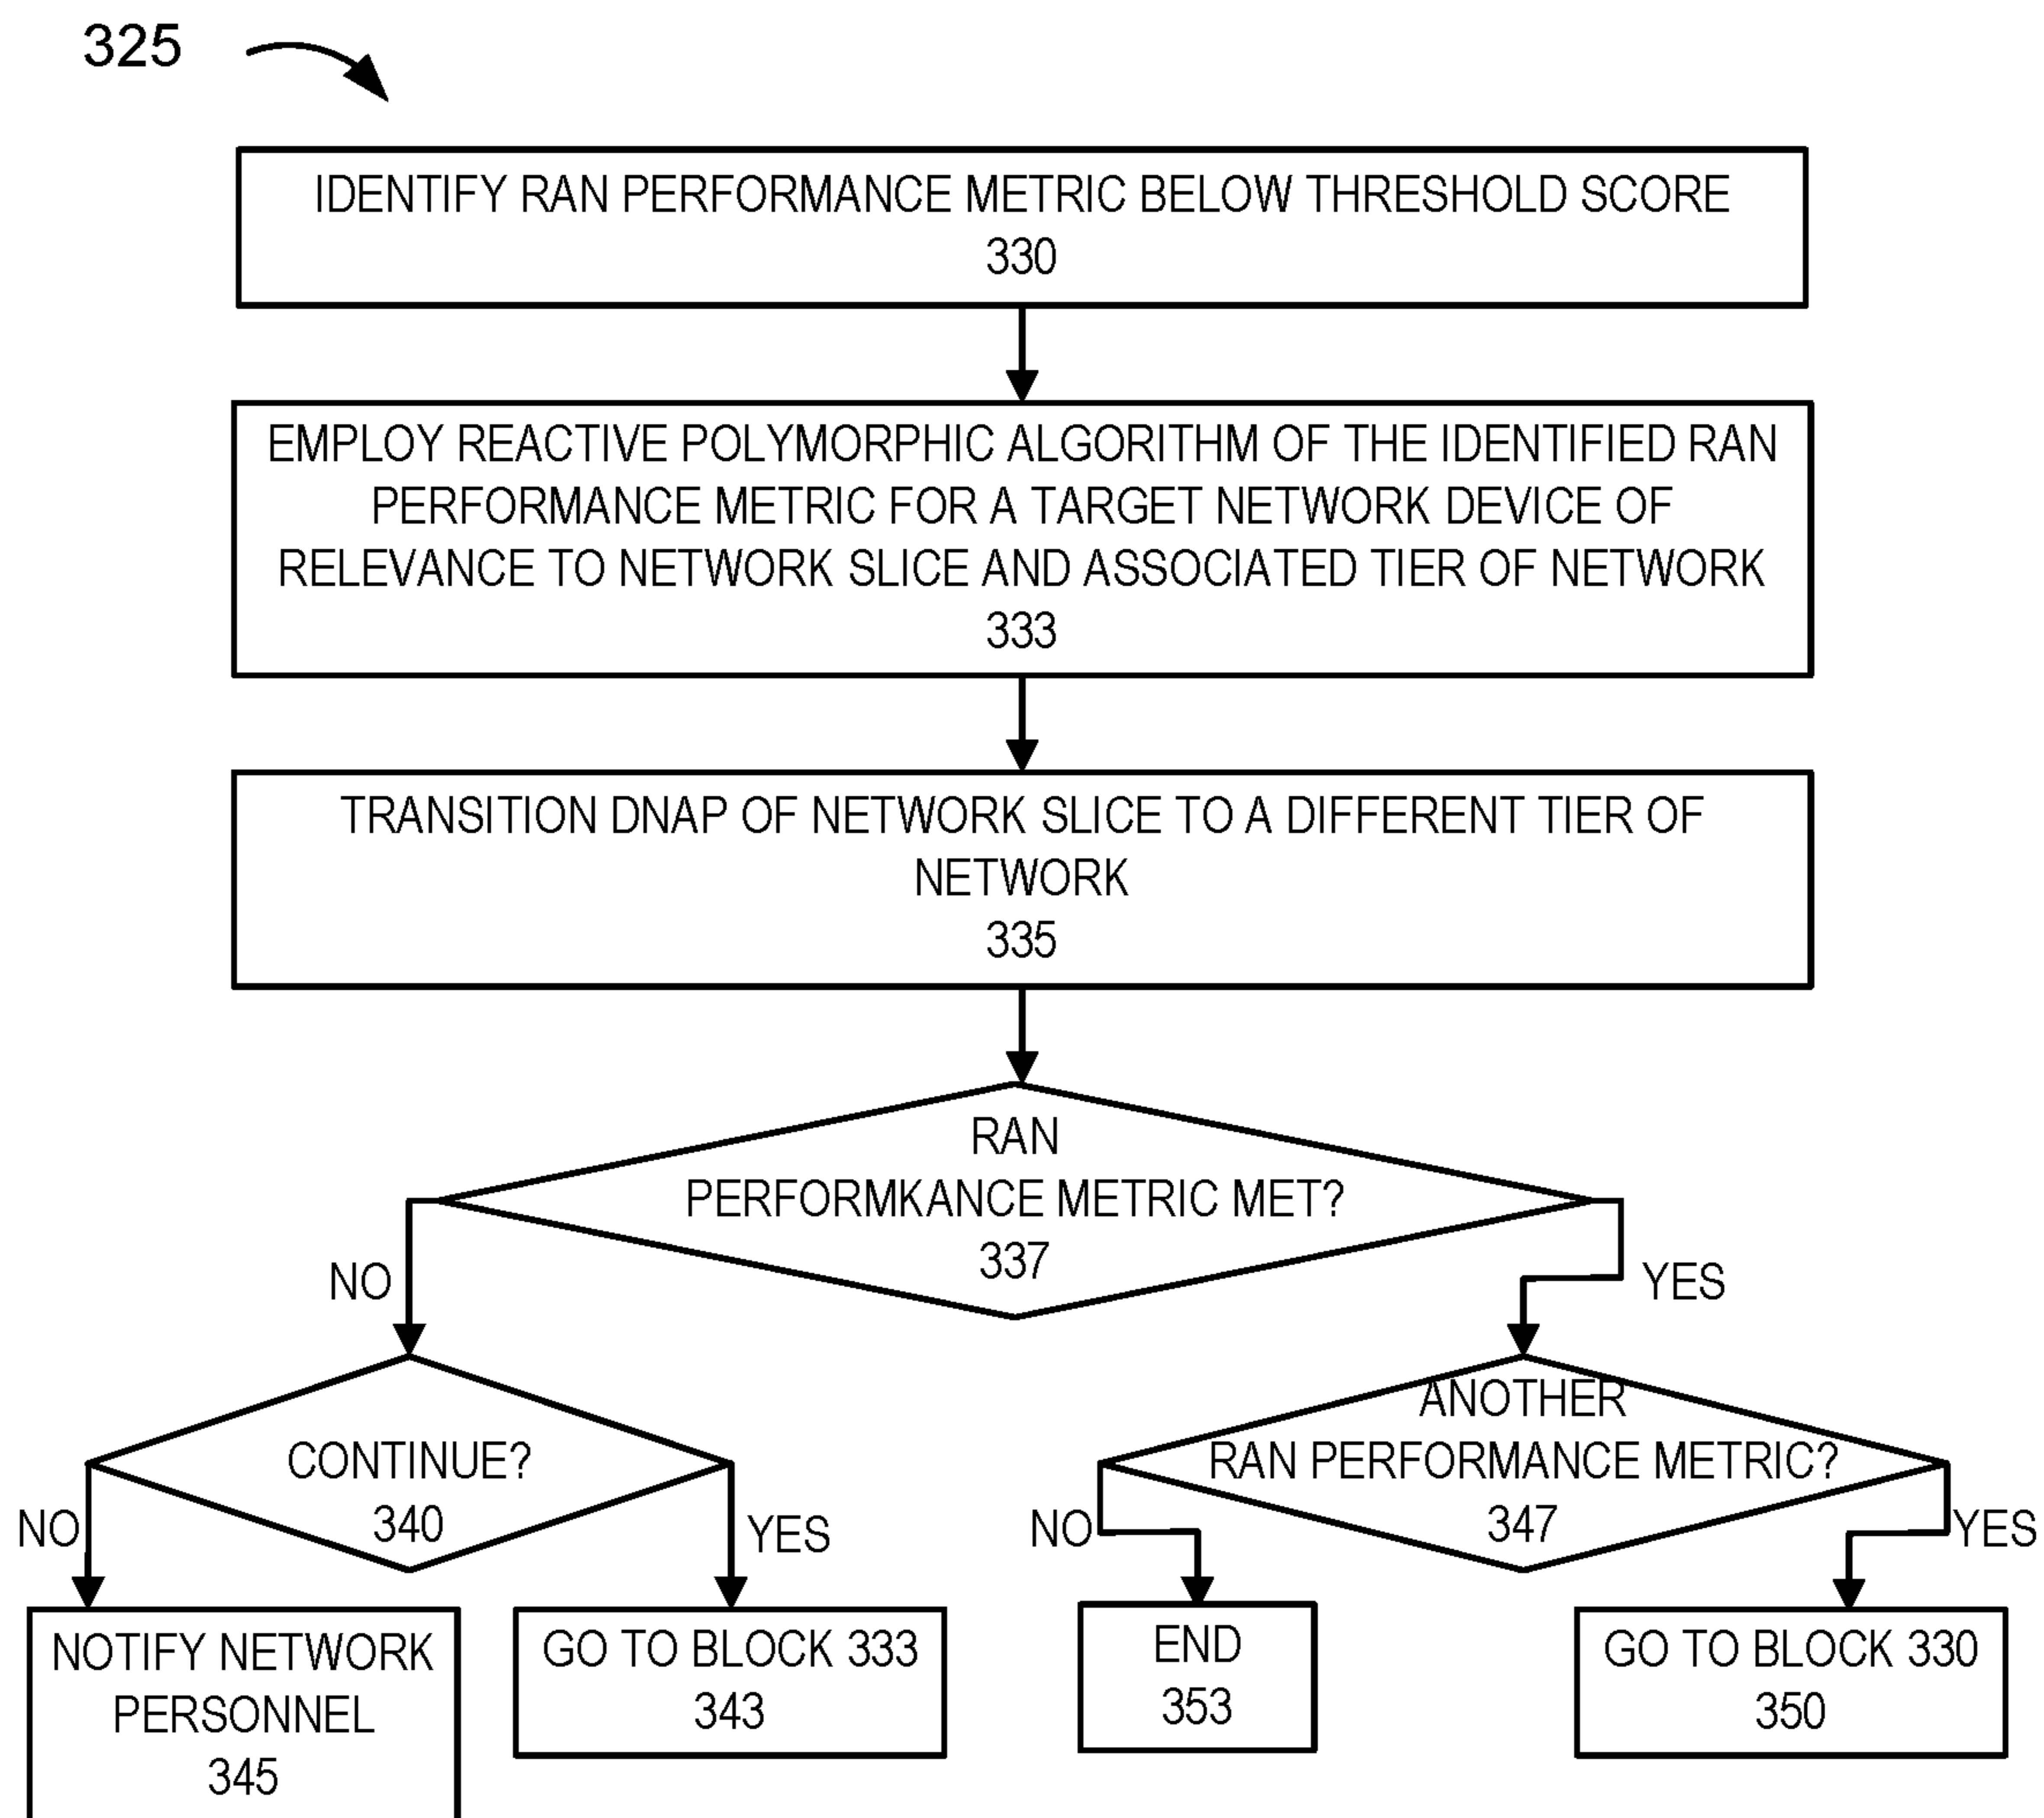 325
IDENTIFY RAN PERFORMANCE METRIC BELOW THRESHOLD SCORE
330
EMPLOY REACTIVE POLYMORPHIC ALGORITHM OF THE IDENTIFIED RAN
PERFORMANCE METRIC FOR A TARGET NETWORK DEVICE OF
RELEVANCE TO NETWORK SLICE AND ASSOCIATED TIER OF NETWORK
333
TRANSITION DNAP OF NETWORK SLICE TO A DIFFERENT TIER OF
NETWORK
335
RAN
PERFORMKANCE METRIC MET?
337
NO
YES
CONTINUE?
340
NO
YES
ANOTHER
RAN PERFORMANCE METRIC?
347
NO
YES
NOTIFY NETWORK
PERSONNEL
345
GO TO BLOCK 333
343
END
353
GO TO BLOCK 330
350